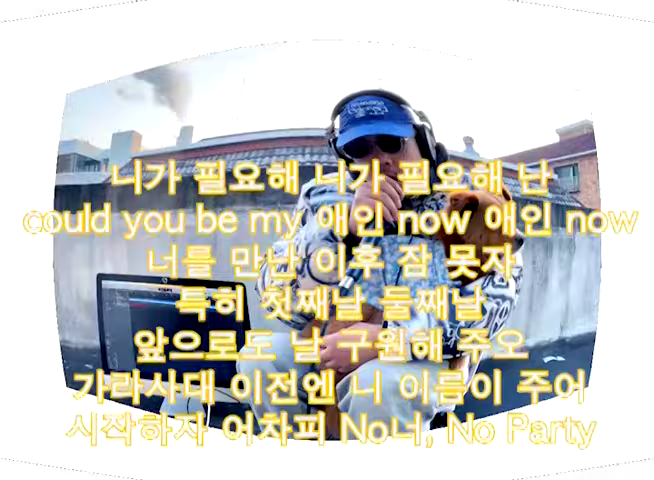 니가 필요해 니가 필요해 난
could you be my 애인 now 애인 now
너를 만난 이후 잠 못자
특히 첫째날 둘째날
앞으로도 날 구원해 주오
가라사대 이전엔 니 이름이 주어
시작하자 어차피 No너, No Party